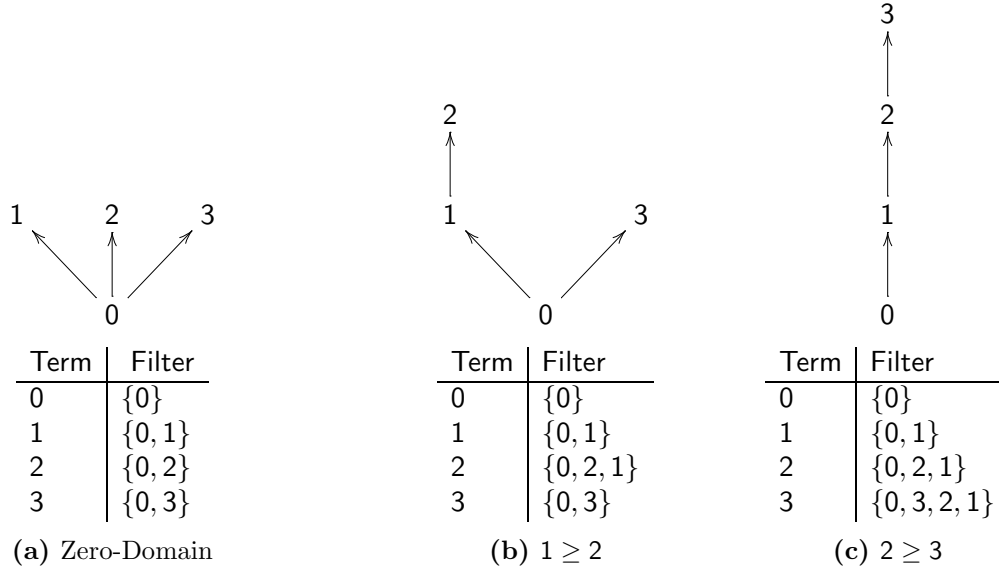 1 2 3
0
Term Filter
0 {0}
1 {0, 1}
2 {0, 2}
3 {0, 3}
(a) Zero-Domain
2
1 3
0
Term Filter
0 {0}
1 {0, 1}
2 {0, 2, 1}
3 {0, 3}
(b) 1 ≥ 2
3
2
1
0
Term Filter
0 {0}
1 {0, 1}
2 {0, 2, 1}
3 {0, 3, 2, 1}
(c) 2 ≥ 3